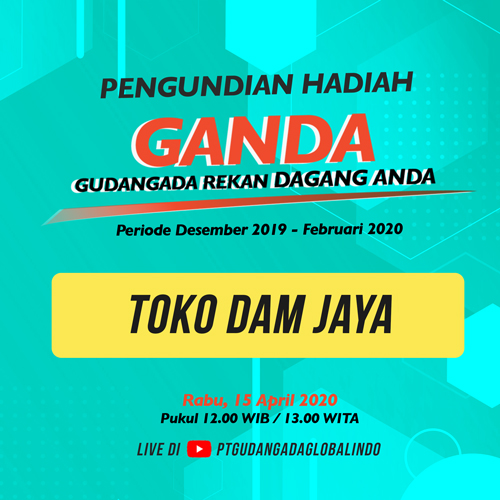 PENGUNDIAN HADIAH
GANDA
GUDANGADA REKAN DAGANG ANDA
Periode Desember 2019 - Februari 2020
TOKO DAM JAYA
Rabu, 15 April 2020
Pukul 12.00 WIB / 13.00 WITA
LIVE DI PTGUDANGADAGLOBALINDO